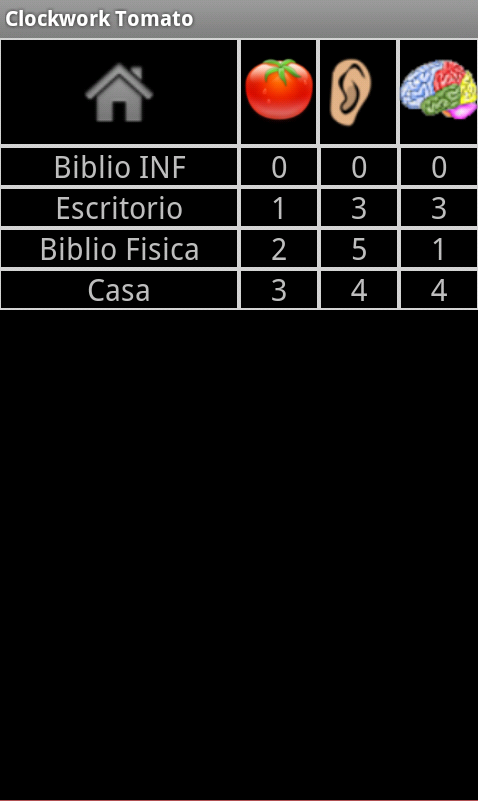 Clockwork Tomato
Biblio INF 0 0 0
Escritorio 1 3 3
Biblio Fisica 2 5 1
Casa 3 4 4